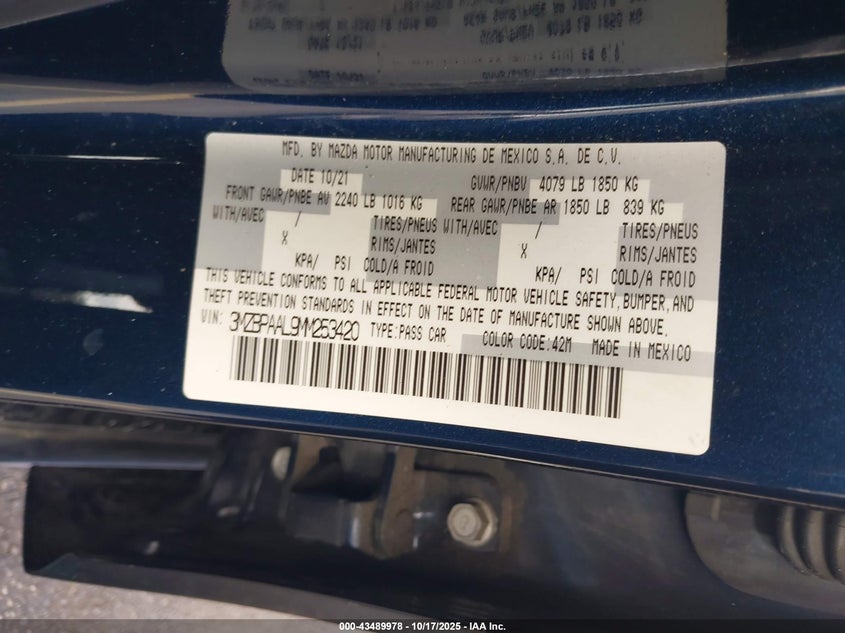 MFD. BY MAZDA MOTOR MANUFACTURING DE MEXICO S.A. DE C.V.
DATE 10/21 GVWR/PNBV 4079 LB 1850 KG
FRONT GAWR/PNBE AV 2240 LB 1016 KG REAR GAWR/PNBE AR 1850 LB 839 KG
WITH/AVEC / TIRES/PNEUS WITH/AVEC / TIRES/PNEUS
X RIMS/JANTES X RIMS/JANTES
KPA/ PSI COLD/A FROID KPA/ PSI COLD/A FROID
THIS VEHICLE CONFORMS TO ALL APPLICABLE FEDERAL MOTOR VEHICLE SAFETY, BUMPER, AND
THEFT PREVENTION STANDARDS IN EFFECT ON THE DATE OF MANUFACTURE SHOWN ABOVE.
VIN: 3MZBPAAL9MM253420 TYPE:PASS CAR COLOR CODE:42M MADE IN MEXICO
000-43489978 - 10/17/2025 - IAA Inc.